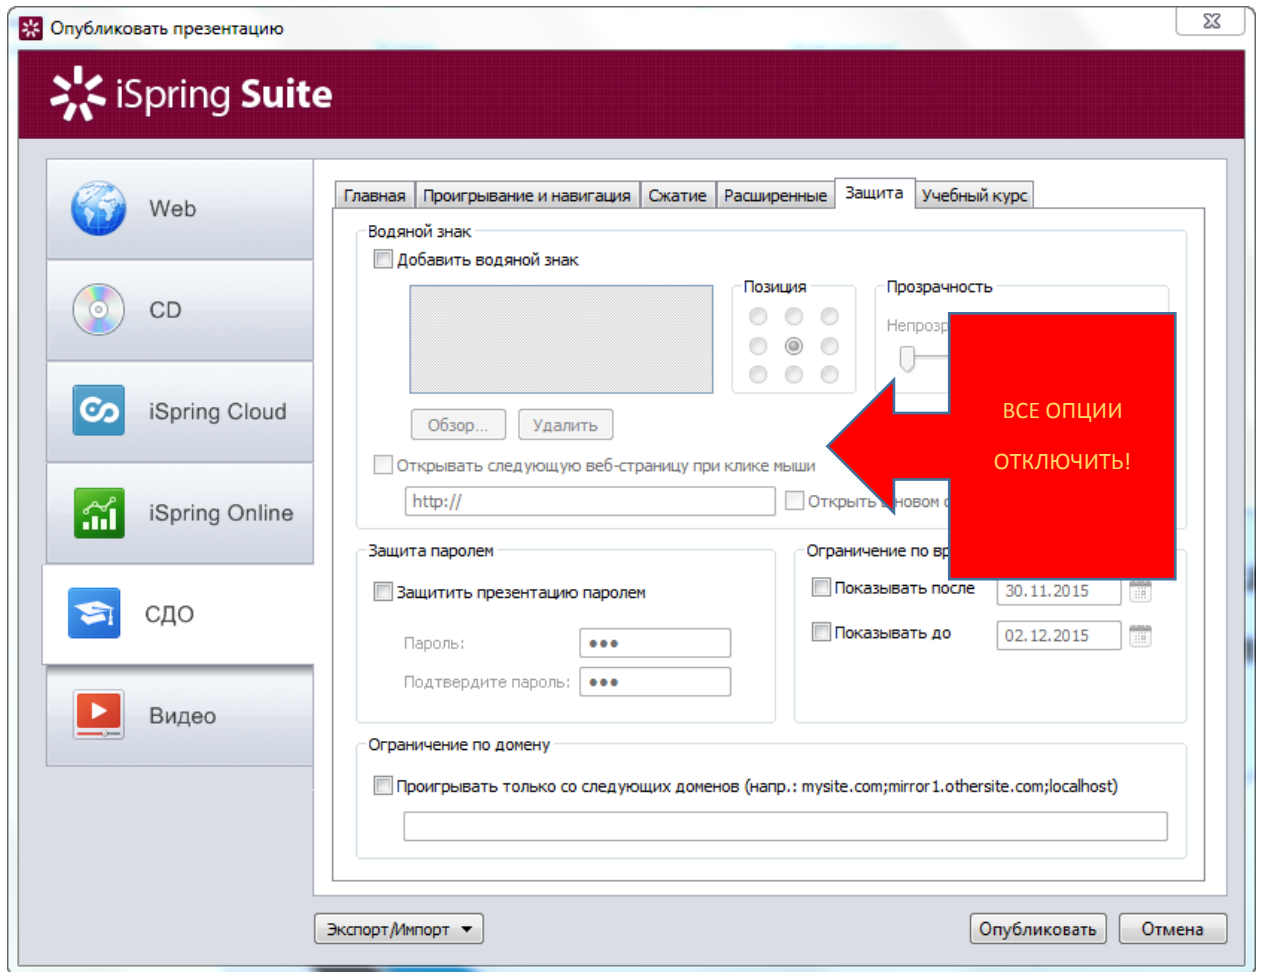 Опубликовать презентацию
iSpring Suite
Web
CD
iSpring Cloud
iSpring Online
СДО
Видео
Главная Проигрывание и навигация Сжатие Расширенные Защита Учебный курс
Водяной знак
Добавить водяной знак
Позиция
Прозрачность
Непрозр
Обзор... Удалить
Открывать следующую веб-страницу при клике мыши
http://
Открыть новом
ВСЕ ОПЦИИ
ОТКЛЮЧИТЬ!
Защита паролем
Защитить презентацию паролем
Пароль: •••
Подтвердите пароль: •••
Ограничение по вр
Показывать после 30.11.2015
Показывать до 02.12.2015
Ограничение по домену
Проигрывать только со следующих доменов (напр.: mysite.com;mirror1.othersite.com;localhost)
Экспорт/Импорт
Опубликовать Отмена